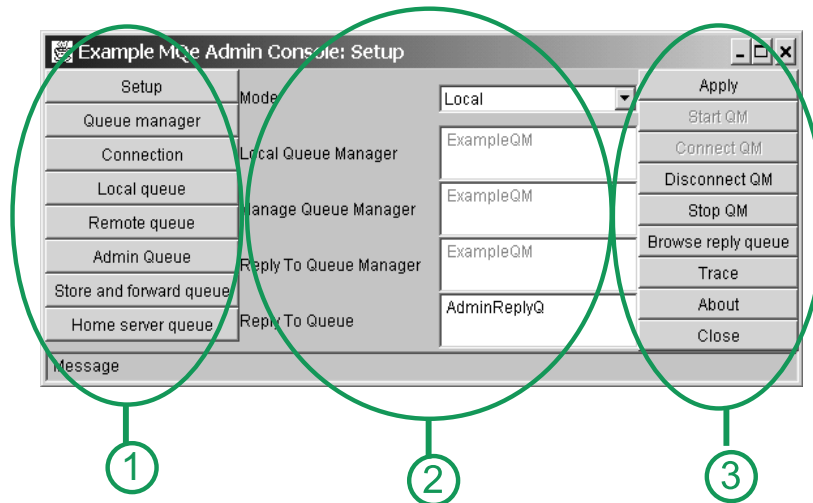 Example MQe Admin Console: Setup
Setup
Queue manager
Connection
Local queue
Remote queue
Admin Queue
Store and forward queue
Home server queue
Mode
Local
Local Queue Manager
ExampleQM
Manage Queue Manager
ExampleQM
Reply To Queue Manager
ExampleQM
Reply To Queue
AdminReplyQ
Apply
Start QM
Connect QM
Disconnect QM
Stop QM
Browse reply queue
Trace
About
Close
Message
1
2
3